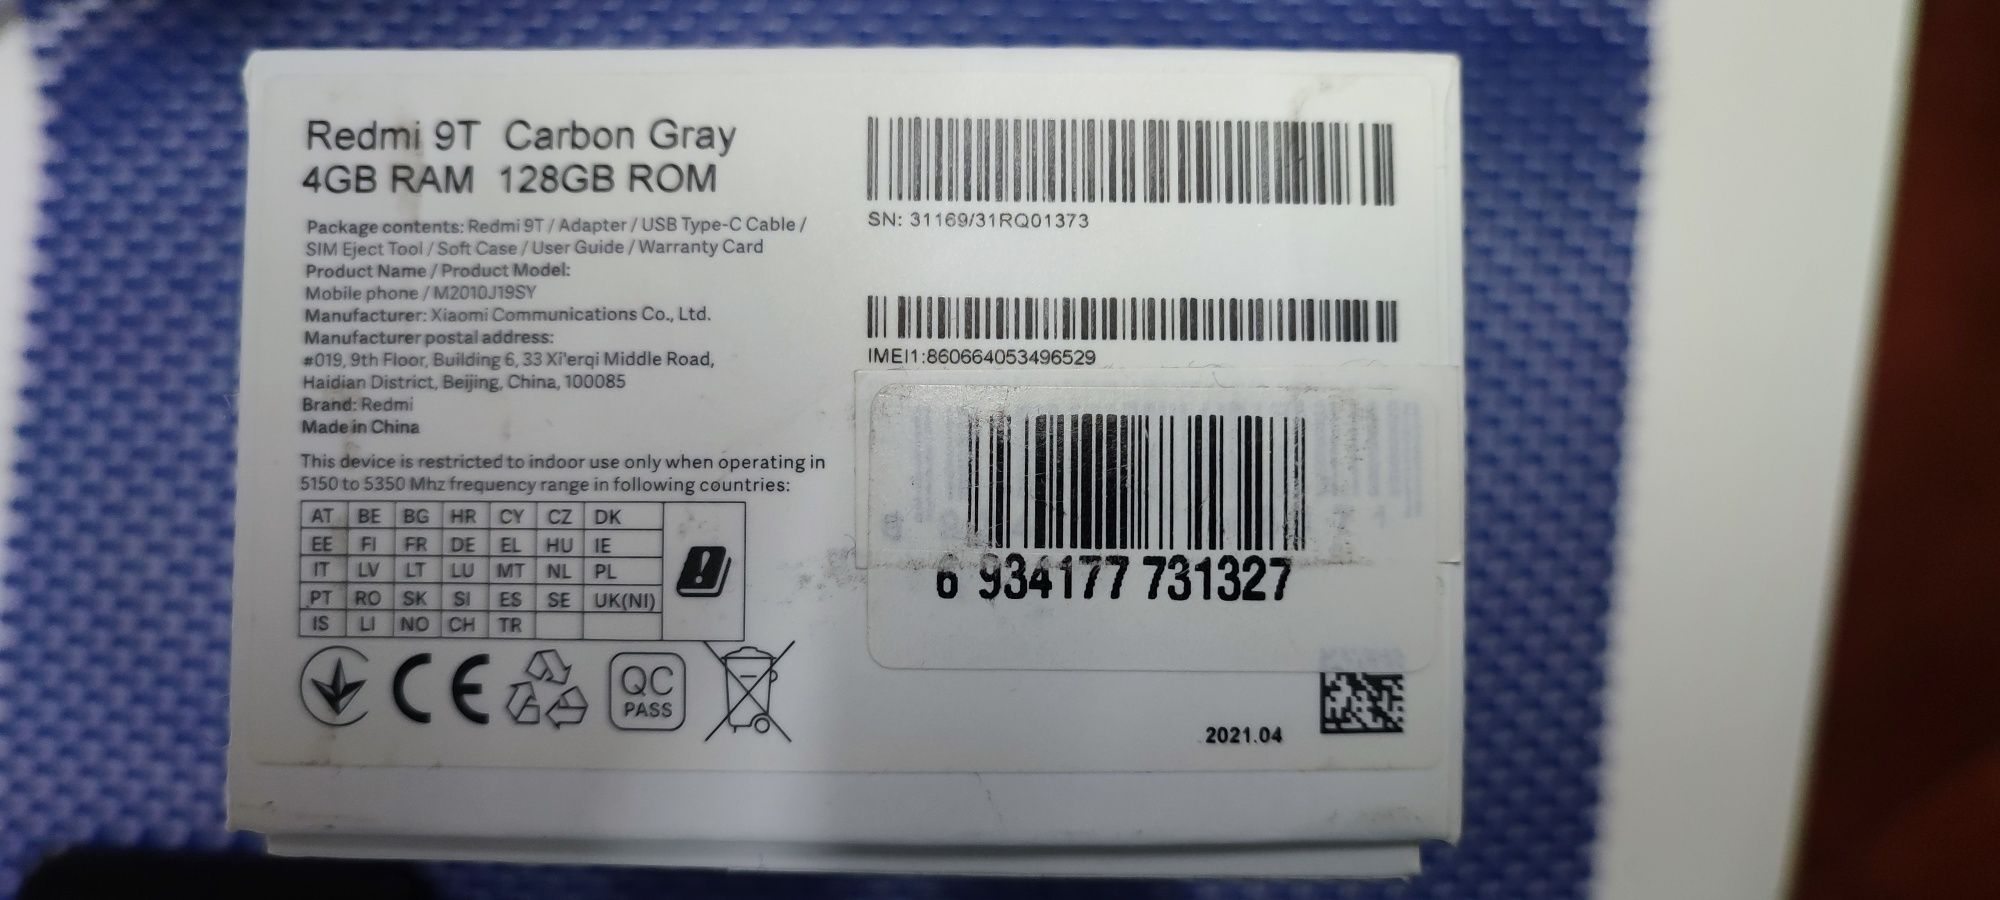 Redmi 9T Carbon Gray
4GB RAM 128GB ROM
Package contents: Redmi 9T / Adapter / USB Type-C Cable /
SIM Eject Tool / Soft Case / User Guide / Warranty Card
Product Name / Product Model:
Mobile phone / M2010J19SY
Manufacturer: Xiaomi Communications Co., Ltd.
Manufacturer postal address:
#019, 9th Floor, Building 6, 33 Xi'erqi Middle Road,
Haidian District, Beijing, China, 100085
Brand: Redmi
Made in China
This device is restricted to indoor use only when operating in
5150 to 5350 Mhz frequency range in following countries:
AT BE BG HR CY CZ DK
EE FI FR DE EL HU IE
IT LV LT LU MT NL PL
PT RO SK SI ES SE UK(NI)
IS LI NO CH TR
CE
QC
PASS
SN: 31169/31RQ01373
IMEI1:860664053496529
6 934177 731327
2021.04